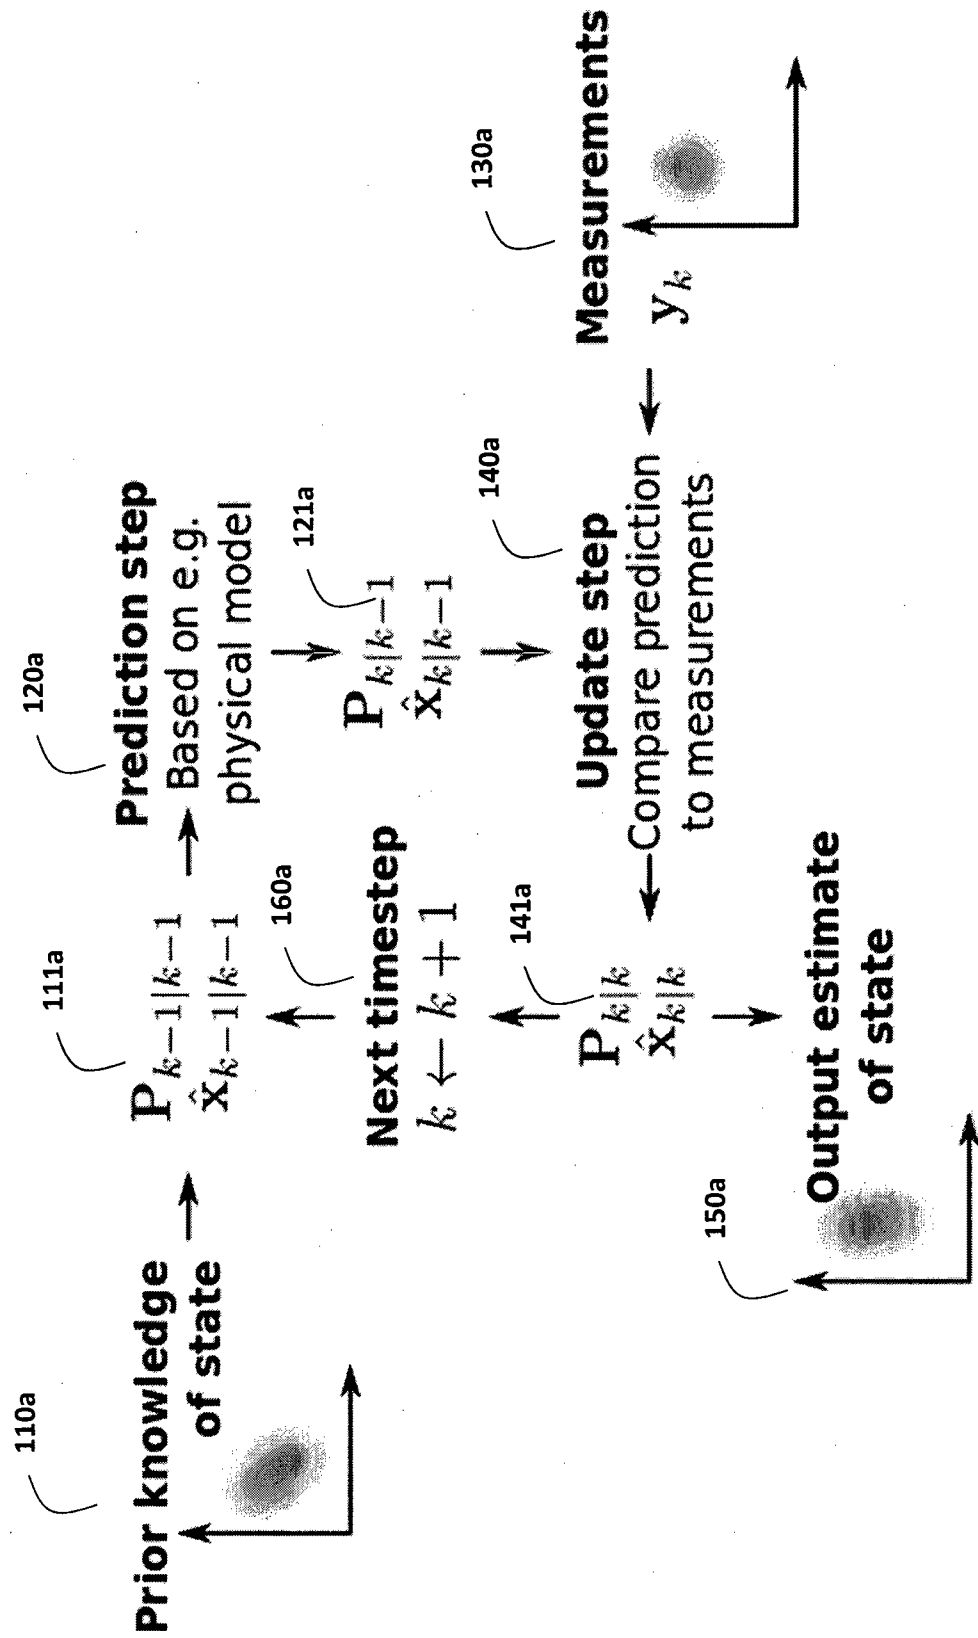 110a
Prior knowledge
of state
111a
P_{k−1|k−1}
x̂_{k−1|k−1}
120a
Prediction step
Based on e.g.
physical model
160a
Next timestep
k ← k + 1
121a
P_{k|k−1}
x̂_{k|k−1}
141a
P_{k|k}
x̂_{k|k}
140a
Update step
Compare prediction
to measurements
130a
Measurements
y_k
150a
Output estimate
of state